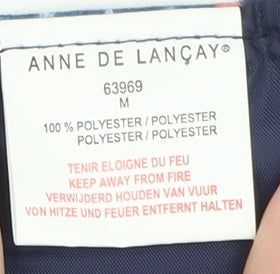 ANNE DE LANÇAY®
63969
M
100 % POLYESTER / POLYESTER
POLYESTER / POLYESTER
TENIR ELOIGNE DU FEU
KEEP AWAY FROM FIRE
VERWIJDERD HOUDEN VAN VUUR
VON HITZE UND FEUER ENTFERNT HALTEN